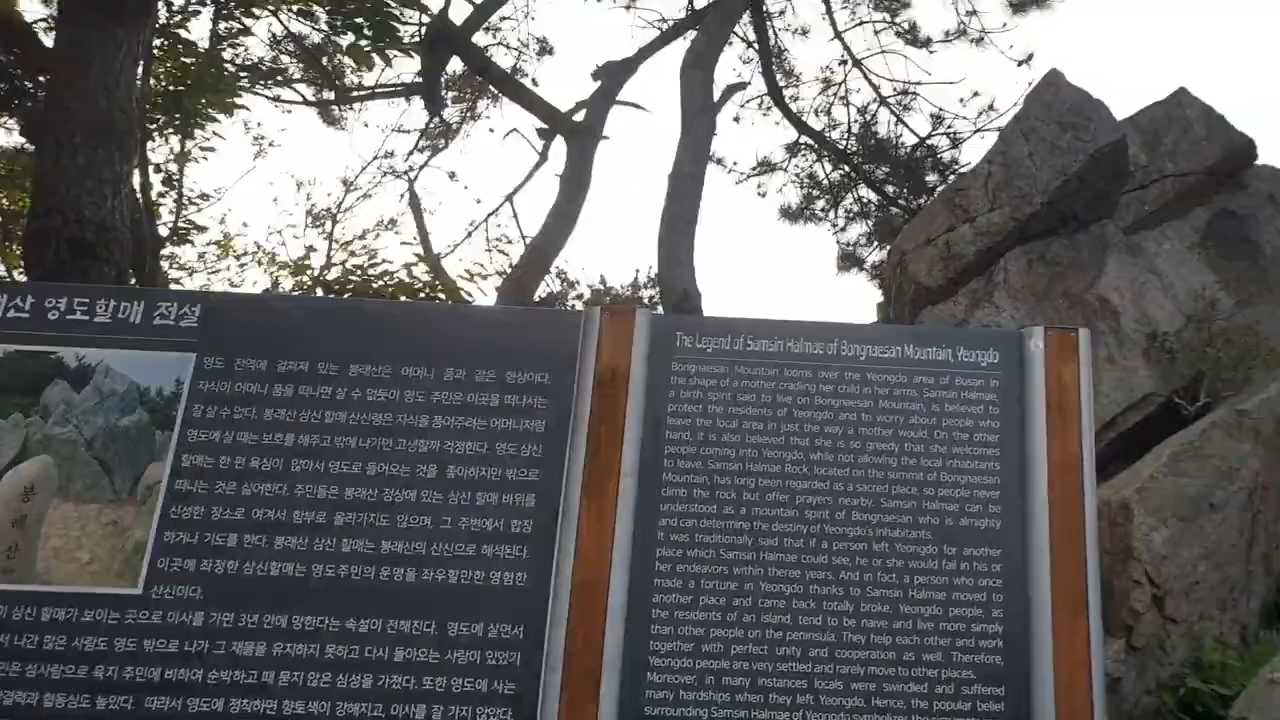 산 영도할매 전설
영도 전역에 걸쳐져 있는 봉래산은 어머니 품과 같은 형상이다.
자식이 어머니 품을 떠나면 살 수 없듯이 영도 주민은 이곳을 떠나서는
잘 살 수 없다. 봉래산 삼신 할매 산신령은 자식을 품어주려는 어머니처럼
영도에 살 때는 보호를 해주고 밖에 나가면 고생할까 걱정한다. 영도 삼신
할매는 한 편 욕심이 많아서 영도로 들어오는 것을 좋아하지만 밖으로
떠나는 것은 싫어한다. 주민들은 봉래산 정상에 있는 삼신 할매 바위를
신성한 장소로 여겨서 함부로 올라가지도 않으며, 그 주변에서 합장
하거나 기도를 한다. 봉래산 삼신 할매는 봉래산의 산신으로 해석된다.
이곳에 좌정한 삼신할매는 영도주민의 운명을 좌우할만한 영험한
산신이다.
삼신 할매가 보이는 곳으로 이사를 가면 3년 안에 망한다는 속설이 전해진다. 영도에 살면서
나간 많은 사람도 영도 밖으로 나가 그 재물을 유지하지 못하고 다시 돌아오는 사람이 있었기
섬사람으로 육지 주민에 비하여 순박하고 때 묻지 않은 심성을 가졌다. 또한 영도에 사는
협동심도 높았다. 따라서 영도에 정착하면 향토색이 강해지고, 이사를 잘 가지 않았다.
봉래산
The Legend of Samsin Halmae of Bongnaesan Mountain, Yeongdo
Bongnaesan Mountain looms over the Yeongdo area of Busan in
the shape of a mother cradling her child in her arms. Samsin Halmae,
a birth spirit said to live on Bongnaesan Mountain, is believed to
protect the residents of Yeongdo and to worry about people who
leave the local area in just the way a mother would. On the other
hand, it is also believed that she is so greedy that she welcomes
people coming into Yeongdo, while not allowing the local inhabitants
to leave. Samsin Halmae Rock, located on the summit of Bongnaesan
Mountain, has long been regarded as a sacred place, so people never
climb the rock but offer prayers nearby. Samsin Halmae can be
understood as a mountain spirit of Bongnaesan who is almighty
and can determine the destiny of Yeongdo's inhabitants.
It was traditionally said that if a person left Yeongdo for another
place which Samsin Halmae could see, he or she would fail in his or
her endeavors within theree years. And in fact, a person who once
made a fortune in Yeongdo thanks to Samsin Halmae moved to
another place and came back totally broke. Yeongdo people, as
the residents of an island, tend to be naive and live more simply
than other people on the peninsula. They help each other and work
together with perfect unity and cooperation as well. Therefore,
Yeongdo people are very settled and rarely move to other places.
Moreover, in many instances locals were swindled and suffered
many hardships when they left Yeongdo. Hence, the popular belief
surrounding Samsin Halmae of Yeongdo symbolizes the